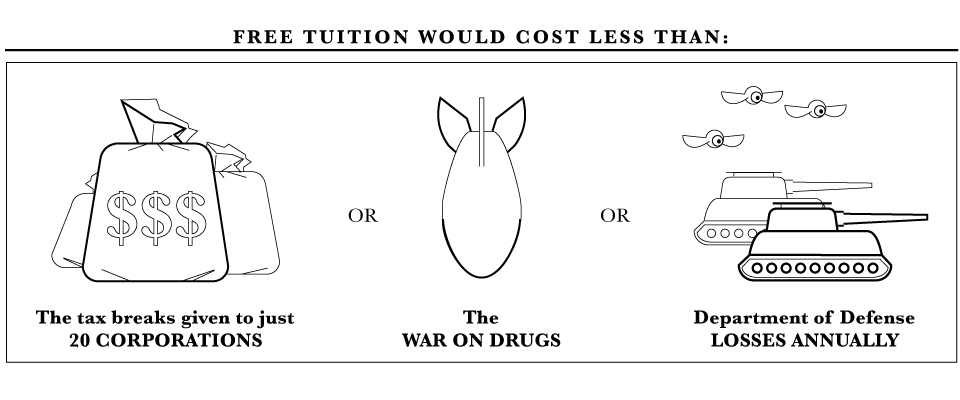 FREE TUITION WOULD COST LESS THAN:
$$$
OR
OR
The tax breaks given to just
20 CORPORATIONS
The
WAR ON DRUGS
Department of Defense
LOSSES ANNUALLY